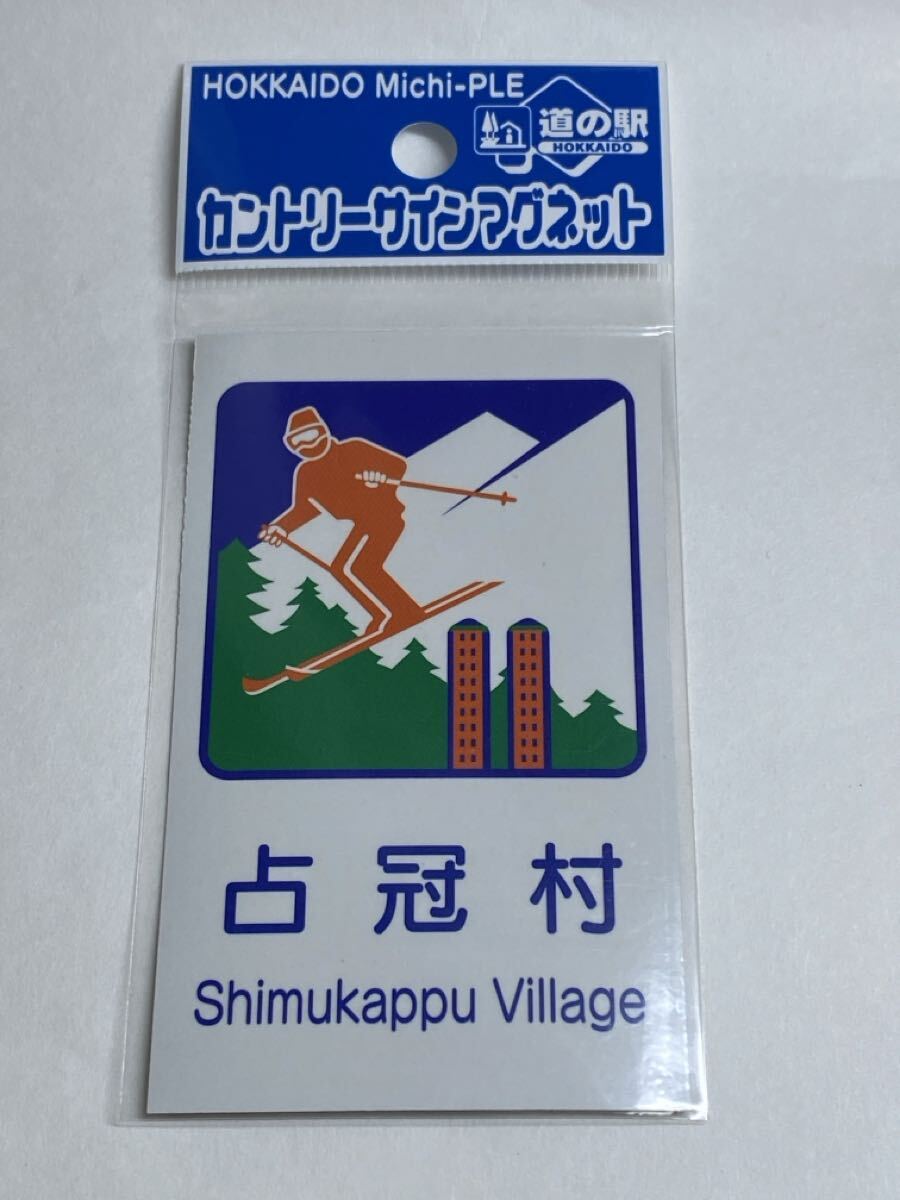 HOKKAIDO Michi-PLE
道の駅
HOKKAIDO
カントリーサインマグネット
占冠村
Shimukappu Village